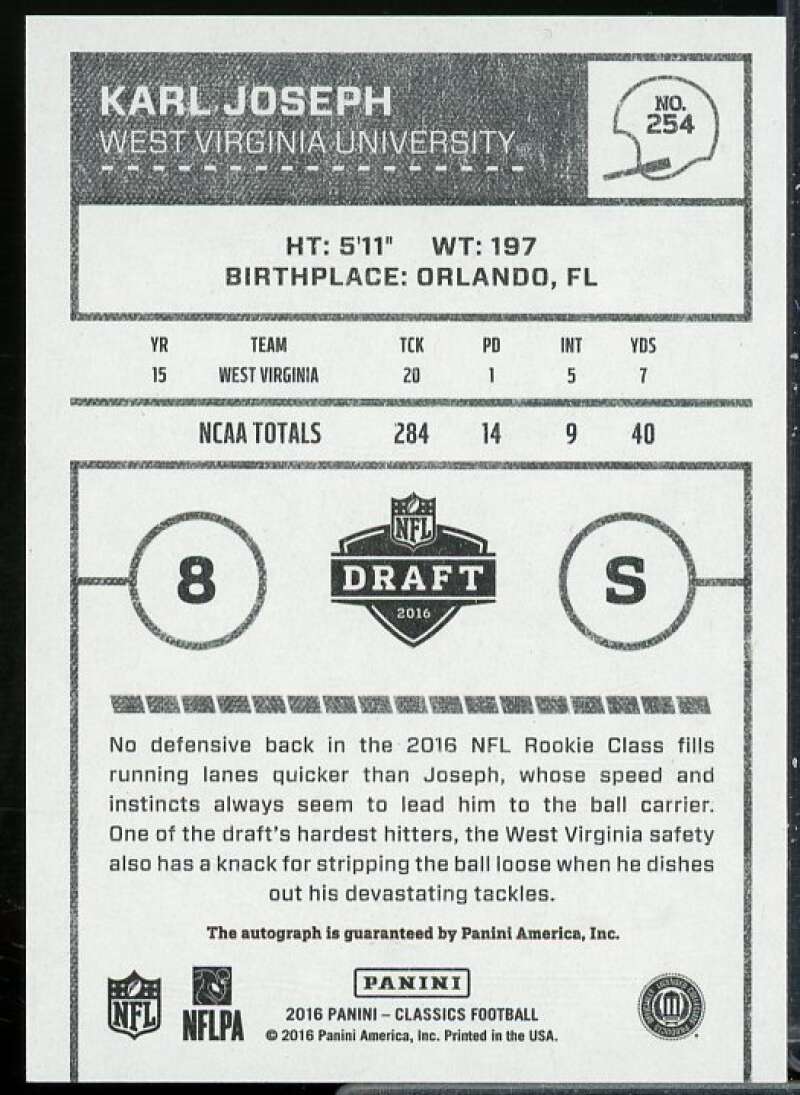 KARL JOSEPH
WEST VIRGINIA UNIVERSITY
NO.
254
HT: 5'11" WT: 197
BIRTHPLACE: ORLANDO, FL
YR TEAM TCK PD INT YDS
15 WEST VIRGINIA 20 1 5 7
NCAA TOTALS 284 14 9 40
8
NFL
DRAFT
2016
S
No defensive back in the 2016 NFL Rookie Class fills
running lanes quicker than Joseph, whose speed and
instincts always seem to lead him to the ball carrier.
One of the draft's hardest hitters, the West Virginia safety
also has a knack for stripping the ball loose when he dishes
out his devastating tackles.
The autograph is guaranteed by Panini America, Inc.
NFL
NFLPA
PANINI
2016 PANINI – CLASSICS FOOTBALL
© 2016 Panini America, Inc. Printed in the USA.